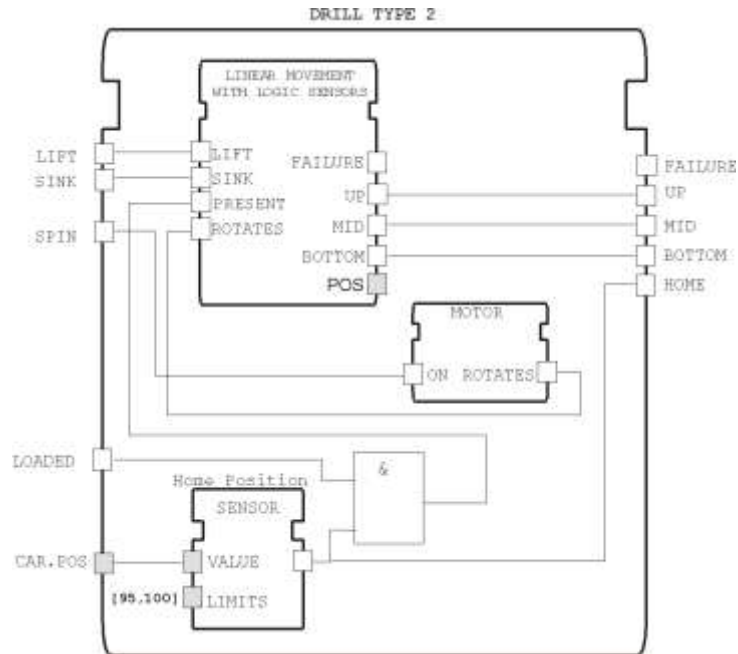 DRILL TYPE 2
LINEAR MOVEMENT
WITH LOGIC SENSORS
LIFT
LIFT
FAILURE
FAILURE
SINK
SINK
UP
UP
PRESENT
SPIN
ROTATES
MID
MID
BOTTOM
BOTTOM
POS
HOME
MOTOR
ON ROTATES
LOADED
&
Home Position
SENSOR
CAR.POS
VALUE
[95,100]
LIMITS